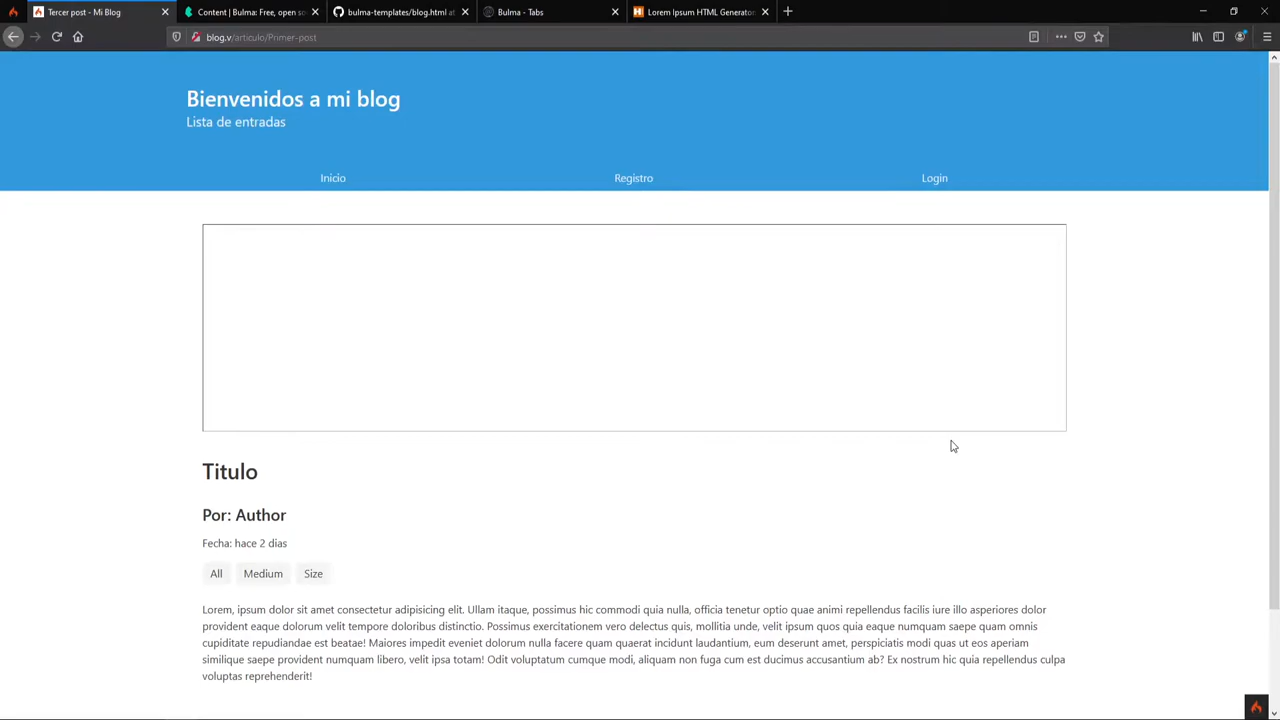 Tercer post - Mi Blog
Content | Bulma: Free, open so
bulma-templates/blog.html at
Bulma - Tabs
Lorem Ipsum HTML Generator
blog.v/articulo/Primer-post
Bienvenidos a mi blog
Lista de entradas
Inicio
Registro
Login
Titulo
Por: Author
Fecha: hace 2 dias
All
Medium
Size
Lorem, ipsum dolor sit amet consectetur adipisicing elit. Ullam itaque, possimus hic commodi quia nulla, officia tenetur optio quae animi repellendus facilis iure illo asperiores dolor
provident eaque dolorum velit tempore doloribus distinctio. Possimus exercitationem vero delectus quis, mollitia unde, velit ipsum quos quia eaque numquam saepe quam omnis
cupiditate repudiandae est beatae! Maiores impedit eveniet dolorum nulla facere quam quaerat incidunt laudantium, eum deserunt amet, perspiciatis modi quas ut eos aperiam
similique saepe provident numquam libero, velit ipsa totam! Odit voluptatum cumque modi, aliquam non fuga cum est ducimus accusantium ab? Ex nostrum hic quia repellendus culpa
voluptas reprehenderit!